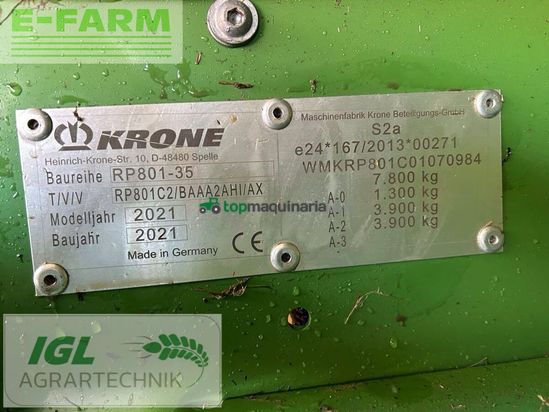 E-FARM
KRONE
Heinrich-Krone-Str. 10, D-48480 Spelle
Baureihe RP801-35
T/V/V RP801C2/BAAA2AHI/AX
Modelljahr 2021
Baujahr 2021
Made in Germany CE
Maschinenfabrik Krone Beteiligungs-GmbH
S2a
e24*167/2013*00271
WMKRP801C01070984
7.800 kg
A-0 1.300 kg
A-1 3.900 kg
A-2 3.900 kg
A-3
topmaquinaria
IGL
AGRARTECHNIK